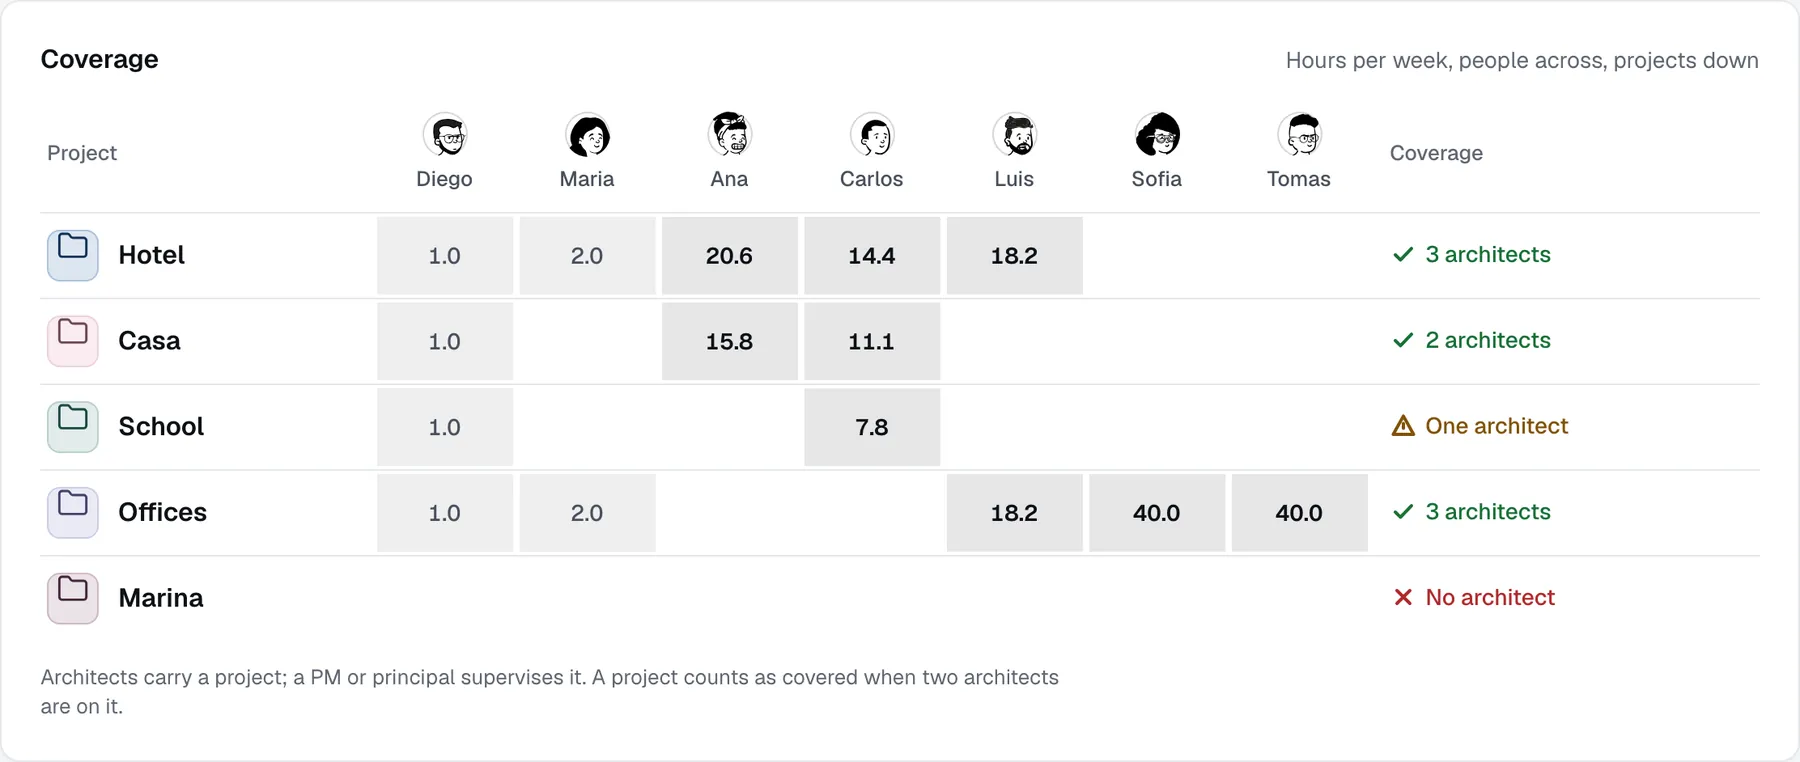 Coverage
Hours per week, people across, projects down
Project Diego Maria Ana Carlos Luis Sofia Tomas Coverage
Hotel 1.0 2.0 20.6 14.4 18.2 3 architects
Casa 1.0 15.8 11.1 2 architects
School 1.0 7.8 One architect
Offices 1.0 2.0 18.2 40.0 40.0 3 architects
Marina No architect
Architects carry a project; a PM or principal supervises it. A project counts as covered when two architects
are on it.